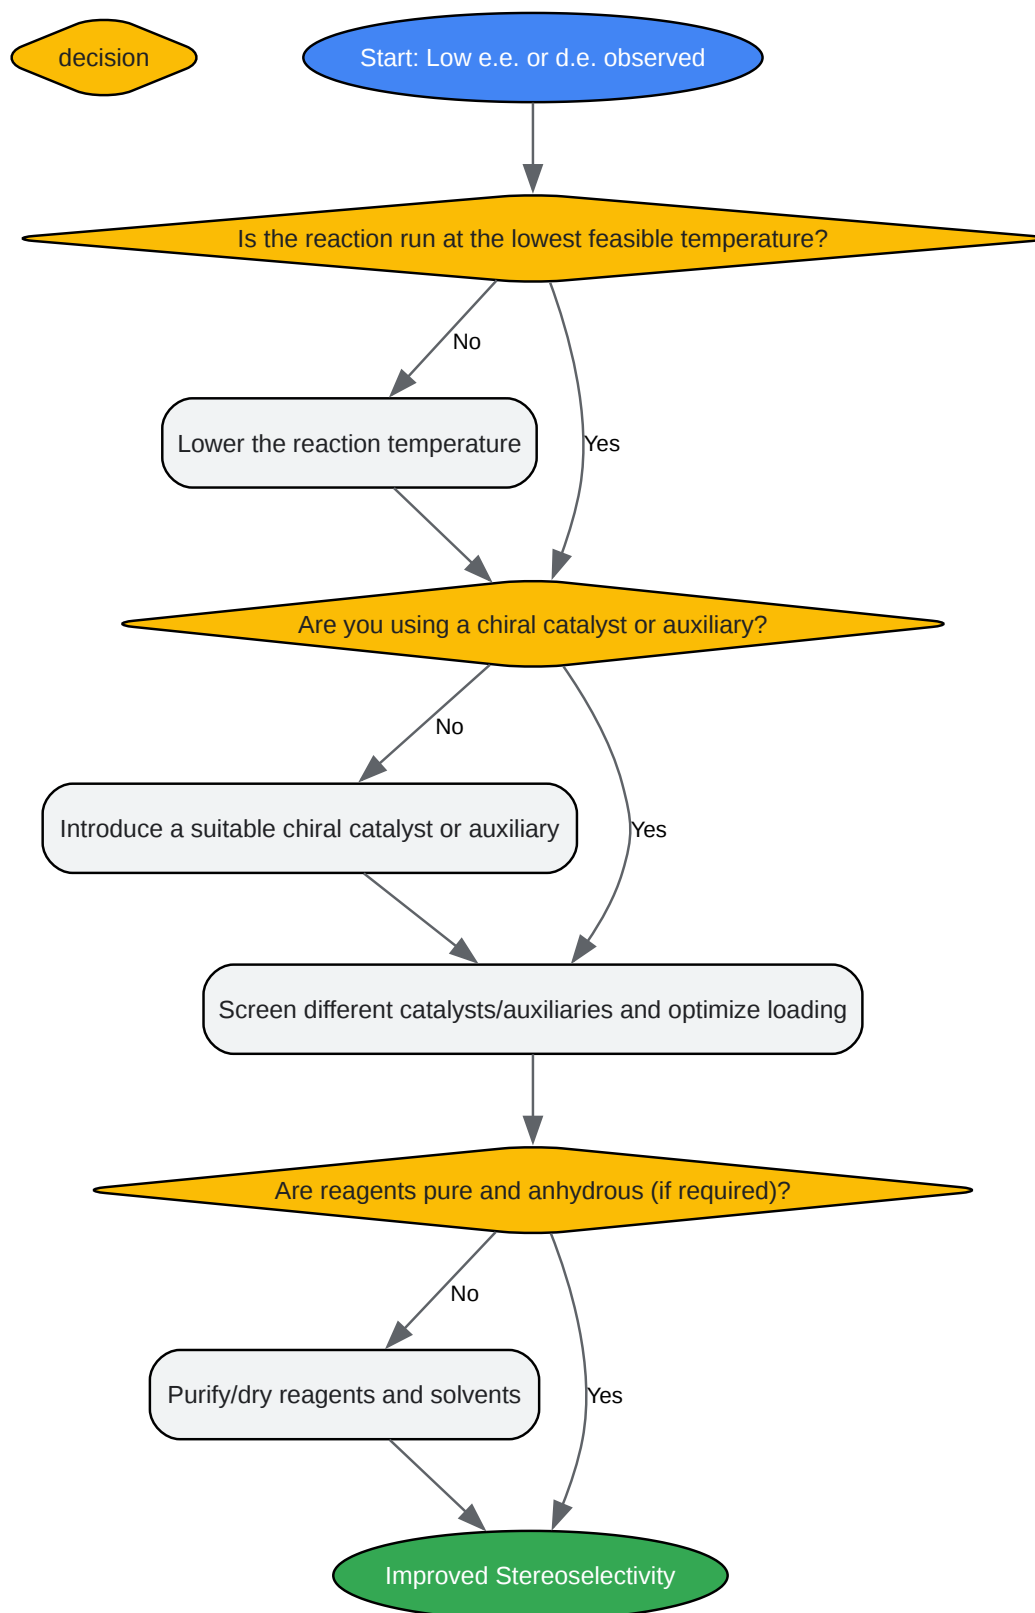 decision
Start: Low e.e. or d.e. observed
Is the reaction run at the lowest feasible temperature?
No
Lower the reaction temperature
Yes
Are you using a chiral catalyst or auxiliary?
No
Introduce a suitable chiral catalyst or auxiliary
Yes
Screen different catalysts/auxiliaries and optimize loading
Are reagents pure and anhydrous (if required)?
No
Purify/dry reagents and solvents
Yes
Improved Stereoselectivity